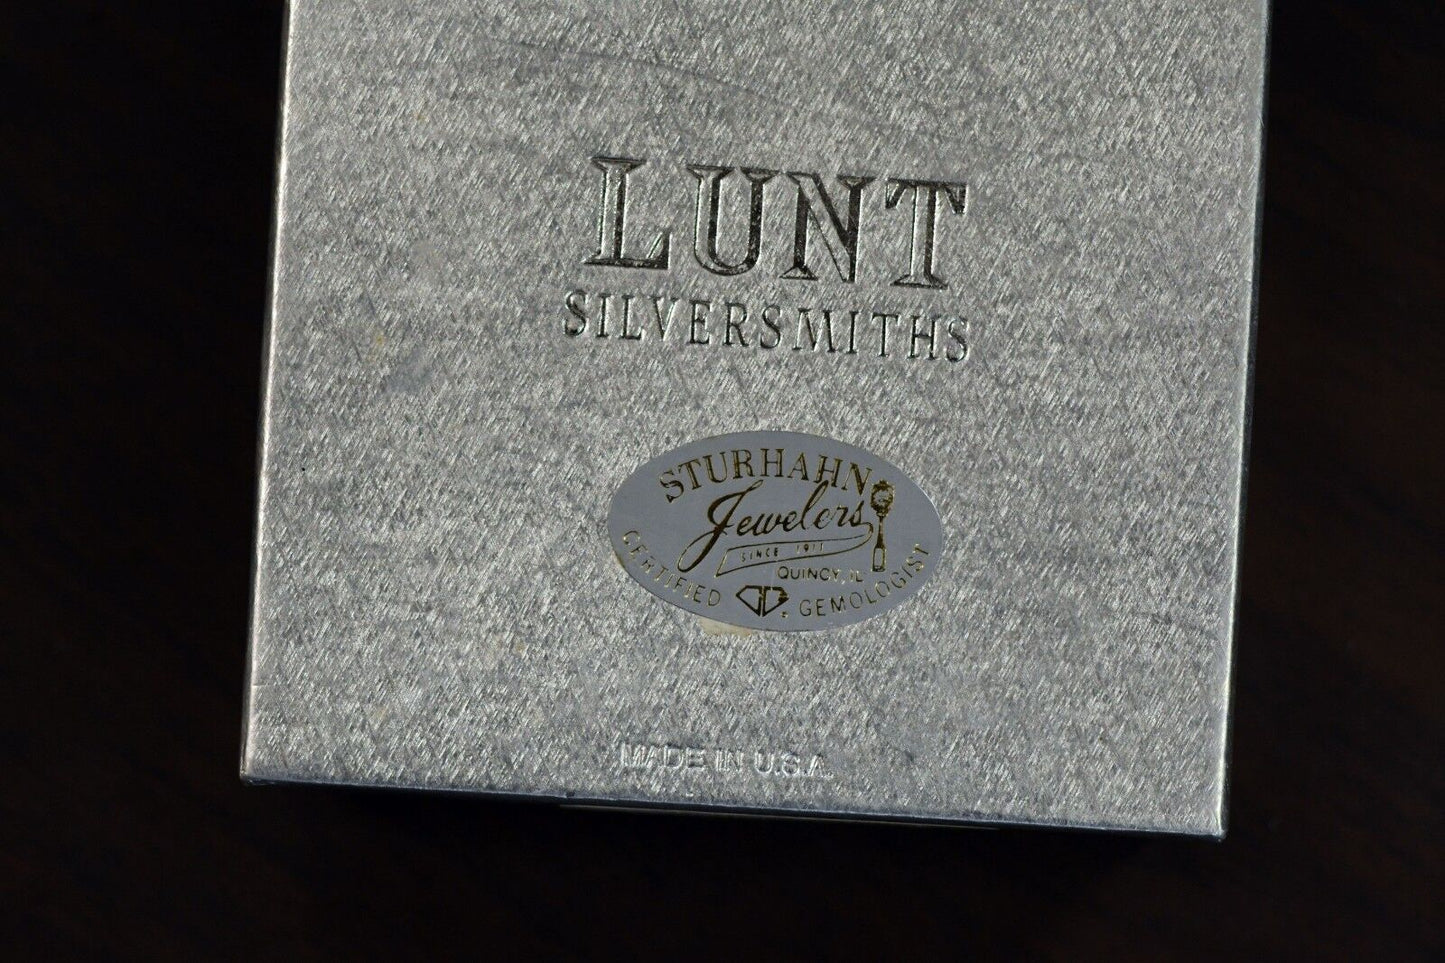 LUNT
SILVERSMITHS
STURHAHN
Jewelers
SINCE 1911
QUINCY, IL
CERTIFIED GEMOLOGIST
MADE IN U.S.A.